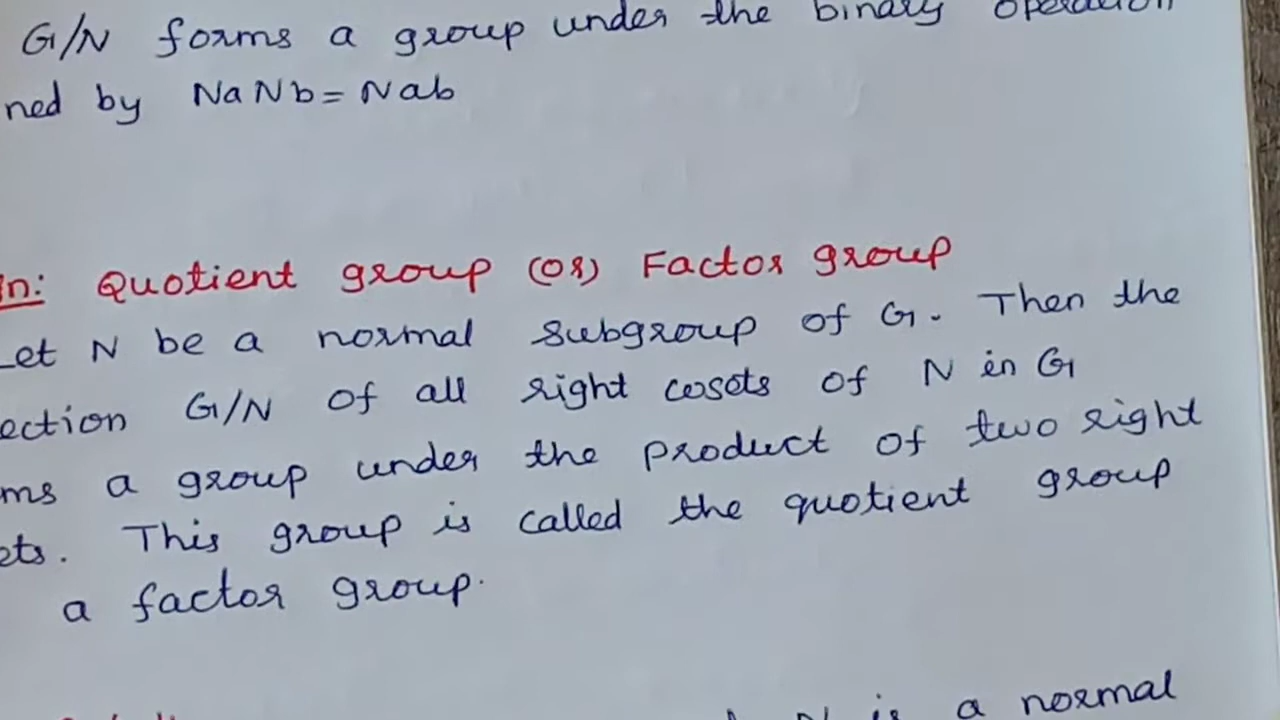 G/N forms a group under the binary operation
ned by NaNb = Nab
n: Quotient group (or) Factor group
Let N be a normal subgroup of G. Then the
ection G/N of all right cosets of N in G
ms a group under the product of two right
ets. This group is called the quotient group
a factor group.
N is a normal